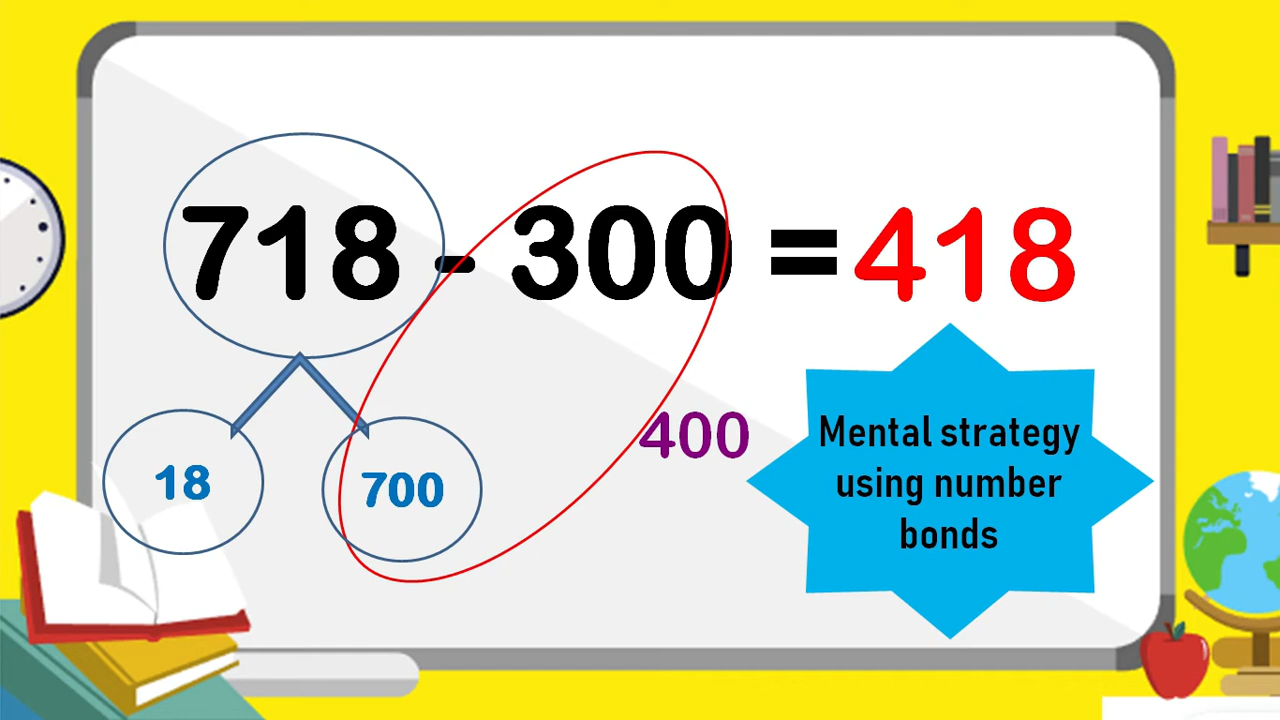 718 - 300 = 418
400
18
700
Mental strategy
using number
bonds